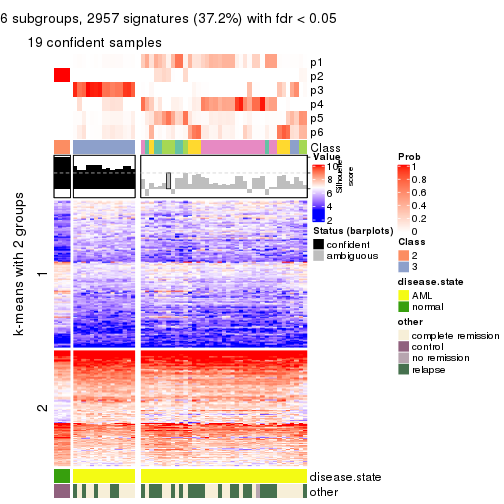 6 subgroups, 2957 signatures (37.2%) with fdr < 0.05
19 confident samples
p1
p2
p3
p4
p5
p6
Class
Silhouette
score
k-means with 2 groups
1
2
disease.state
other
Value
10
8
6
4
2
Status (barplots)
confident
ambiguous
Prob
1
0.8
0.6
0.4
0.2
0
Class
2
3
disease.state
AML
normal
other
complete remission
control
no remission
relapse